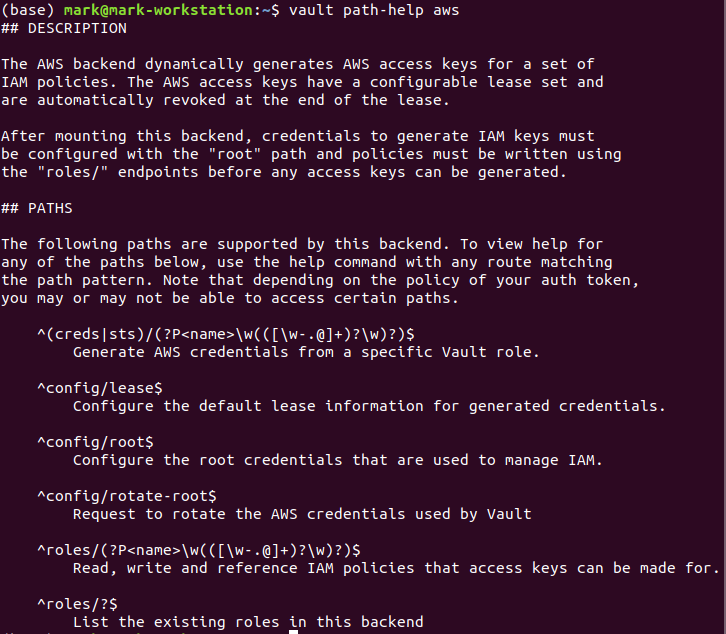 (base) mark@mark-workstation:~$ vault path-help aws
## DESCRIPTION
The AWS backend dynamically generates AWS access keys for a set of
IAM policies. The AWS access keys have a configurable lease set and
are automatically revoked at the end of the lease.
After mounting this backend, credentials to generate IAM keys must
be configured with the "root" path and policies must be written using
the "roles/" endpoints before any access keys can be generated.
## PATHS
The following paths are supported by this backend. To view help for
any of the paths below, use the help command with any route matching
the path pattern. Note that depending on the policy of your auth token,
you may or may not be able to access certain paths.
^(creds|sts)/(?P<name>\w(([\w-.@]+)?\w)?)$
Generate AWS credentials from a specific Vault role.
^config/lease$
Configure the default lease information for generated credentials.
^config/root$
Configure the root credentials that are used to manage IAM.
^config/rotate-root$
Request to rotate the AWS credentials used by Vault
^roles/(?P<name>\w(([\w-.@]+)?\w)?)$
Read, write and reference IAM policies that access keys can be made for.
^roles/?$
List the existing roles in this backend